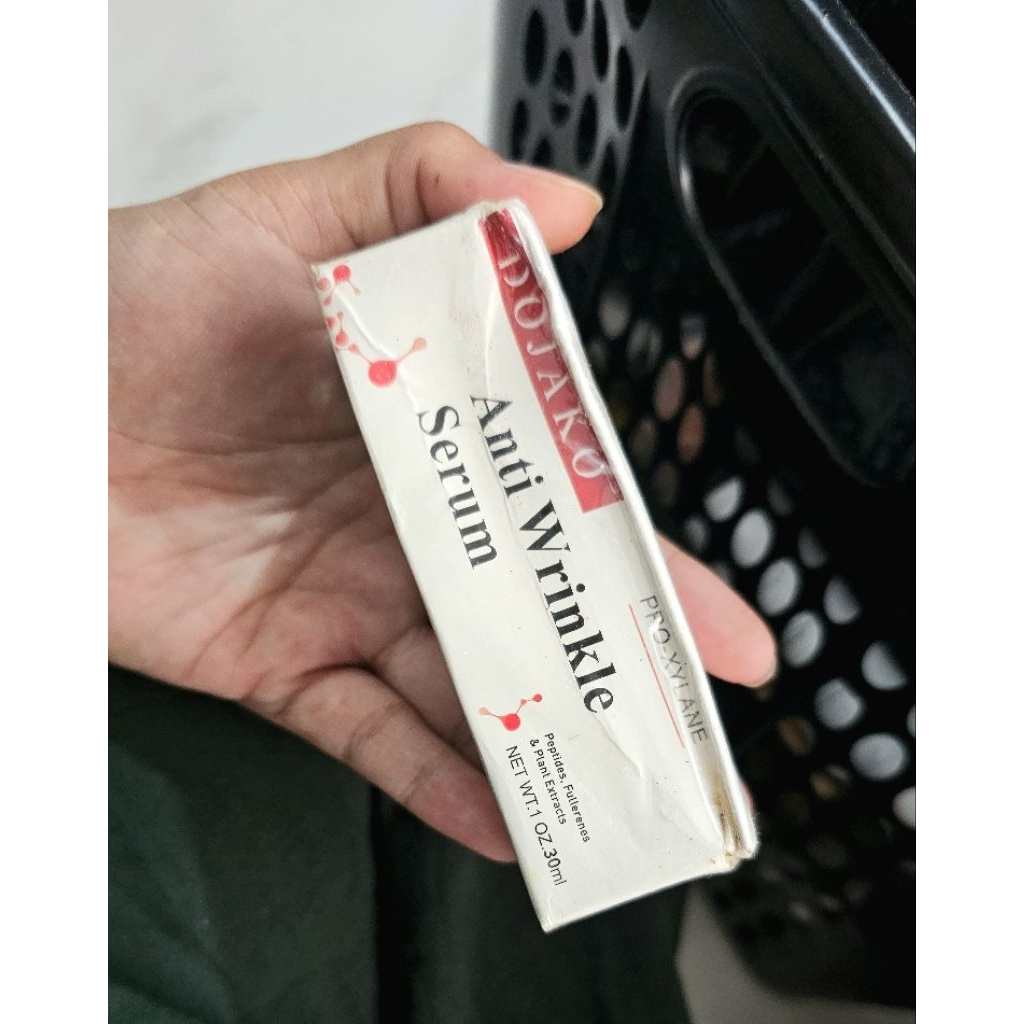 DOJAKO
Anti Wrinkle
Serum
PRO-XYLANE
Peptides, Fullerenes
& Plant Extracts
NET WT.1 OZ.30ml